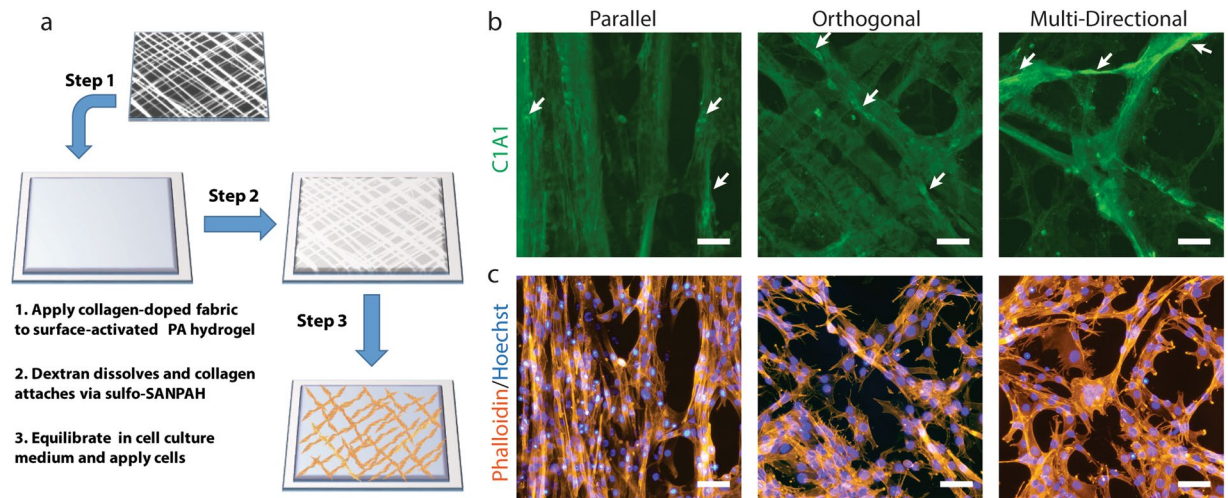 a
Step 1
Step 2
1. Apply collagen-doped fabric
to surface-activated PA hydrogel
2. Dextran dissolves and collagen
attaches via sulfo-SANPAH
3. Equilibrate in cell culture
medium and apply cells
Step 3
b
Parallel
Orthogonal
Multi-Directional
C1A1
c
Phalloidin/Hoechst